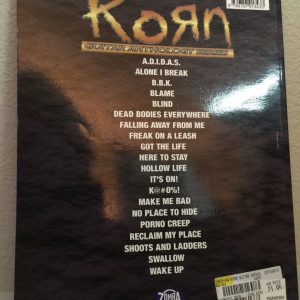 KoЯn
GUITAR ANTHOLOGY SERIES
A.D.I.D.A.S.
ALONE I BREAK
B.B.K.
BLAME
BLIND
DEAD BODIES EVERYWHERE
FALLING AWAY FROM ME
FREAK ON A LEASH
GOT THE LIFE
HERE TO STAY
HOLLOW LIFE
IT'S ON!
K@#0%!
MAKE ME BAD
NO PLACE TO HIDE
PORNO CREEP
RECLAIM MY PLACE
SHOOTS AND LADDERS
SWALLOW
WAKE UP
ZOMBA